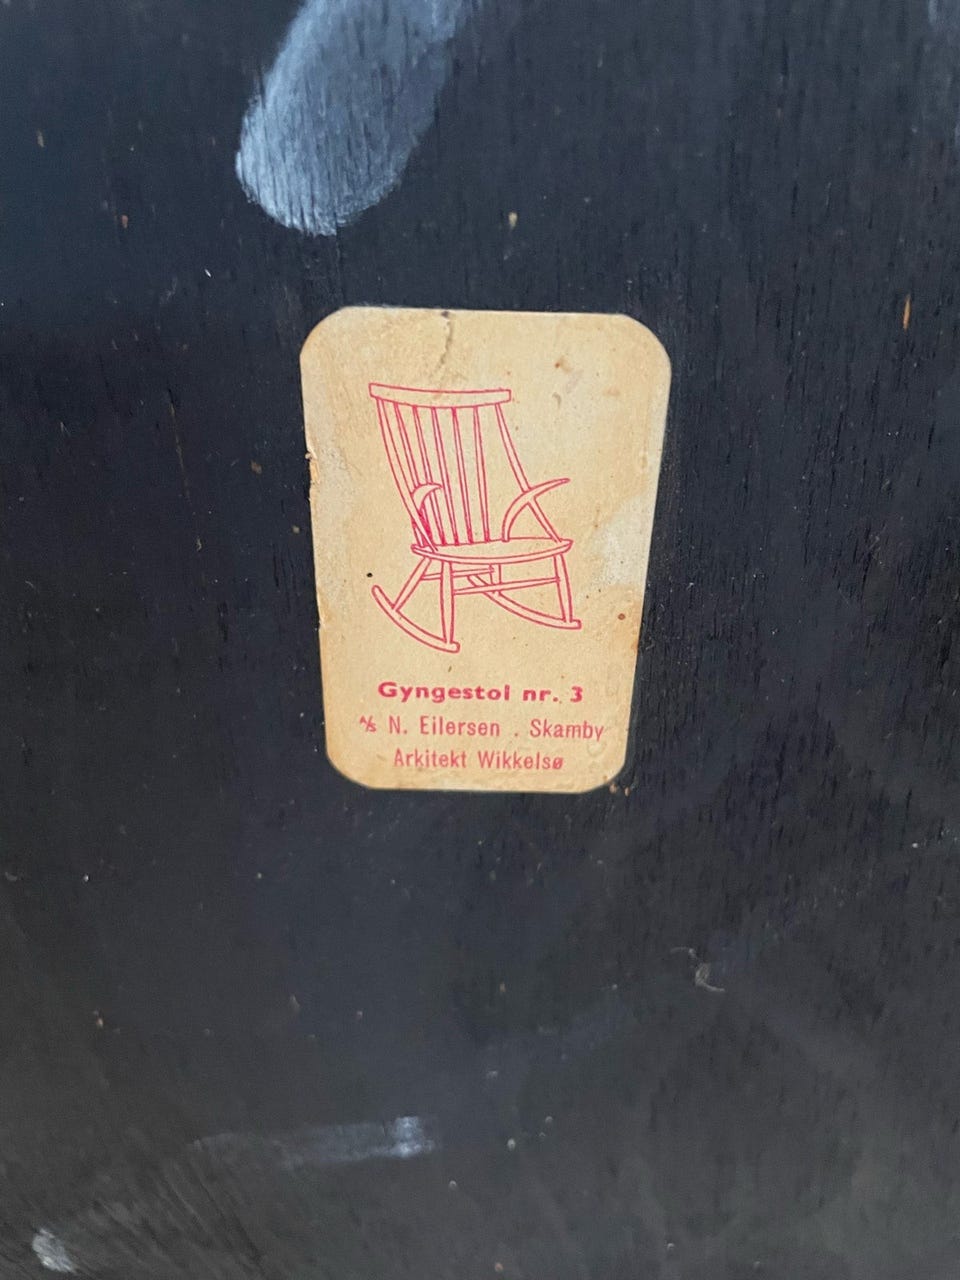 Gyngestol nr. 3
A/S N. Eilersen . Skamby
Arkitekt Wikkelsø